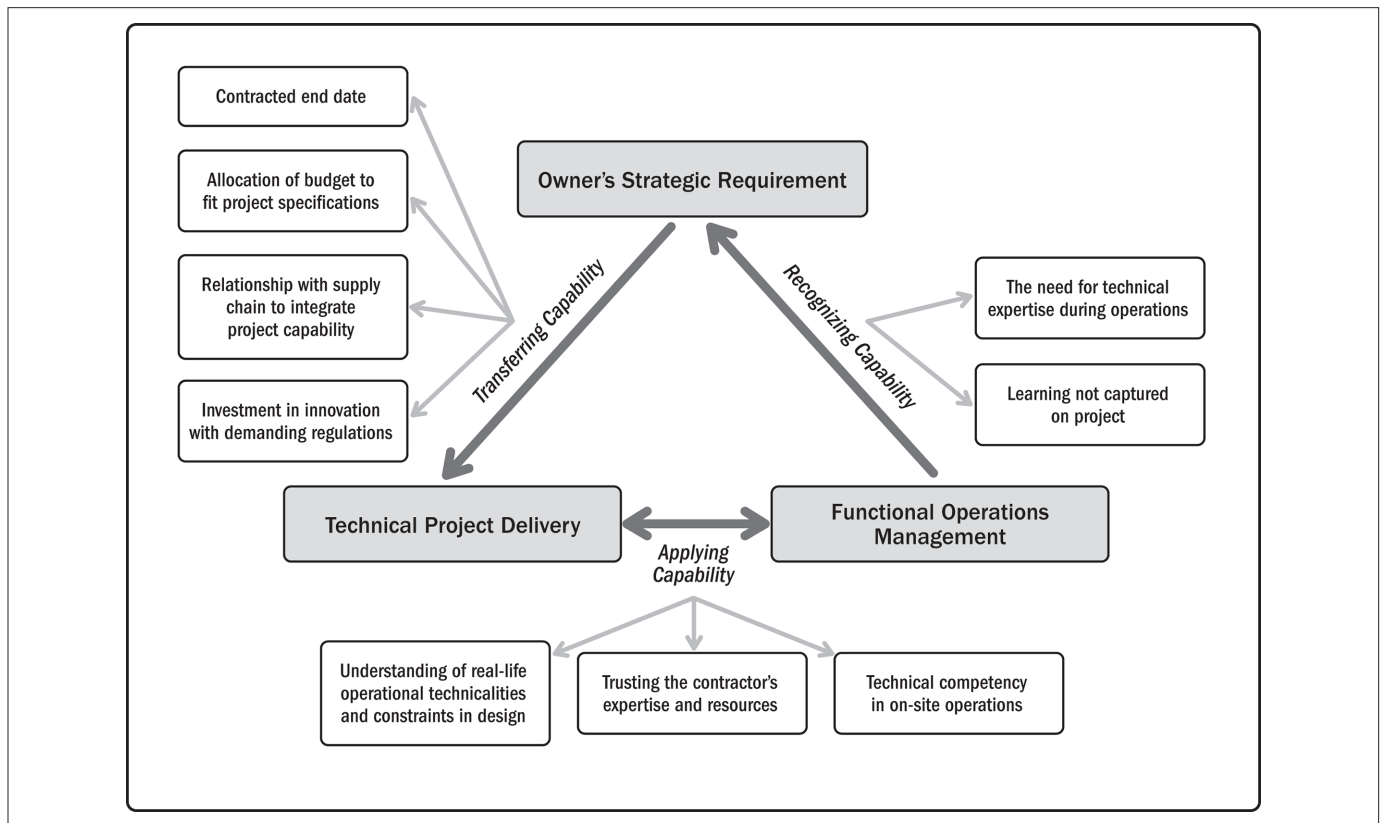 Contracted end date
Allocation of budget to
fit project specifications
Relationship with supply
chain to integrate
project capability
Investment in innovation
with demanding regulations
Owner's Strategic Requirement
Transferring Capability
Recognizing Capability
The need for technical
expertise during operations
Learning not captured
on project
Technical Project Delivery
Functional Operations
Management
Applying
Capability
Understanding of real-life
operational technicalities
and constraints in design
Trusting the contractor's
expertise and resources
Technical competency
in on-site operations